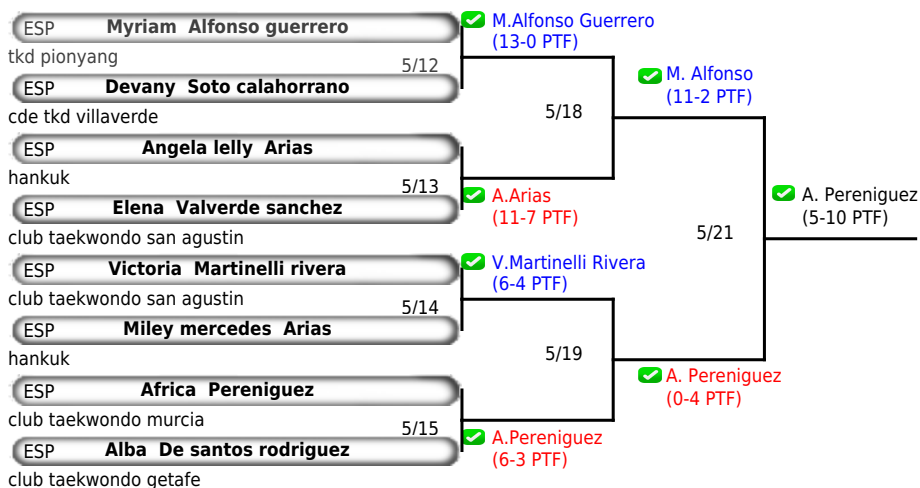 ESP Myriam Alfonso guerrero
tkd pionyang
5/12
ESP Devany Soto calahorrano
cde tkd villaverde
ESP Angela lelly Arias
hankuk
5/13
ESP Elena Valverde sanchez
club taekwondo san agustin
ESP Victoria Martinelli rivera
club taekwondo san agustin
5/14
ESP Miley mercedes Arias
hankuk
ESP Africa Pereniguez
club taekwondo murcia
5/15
ESP Alba De santos rodriguez
club taekwondo getafe
M.Alfonso Guerrero
(13-0 PTF)
5/18
A.Arias
(11-7 PTF)
V.Martinelli Rivera
(6-4 PTF)
5/19
A.Pereniguez
(6-3 PTF)
M. Alfonso
(11-2 PTF)
5/21
A. Pereniguez
(0-4 PTF)
A. Pereniguez
(5-10 PTF)